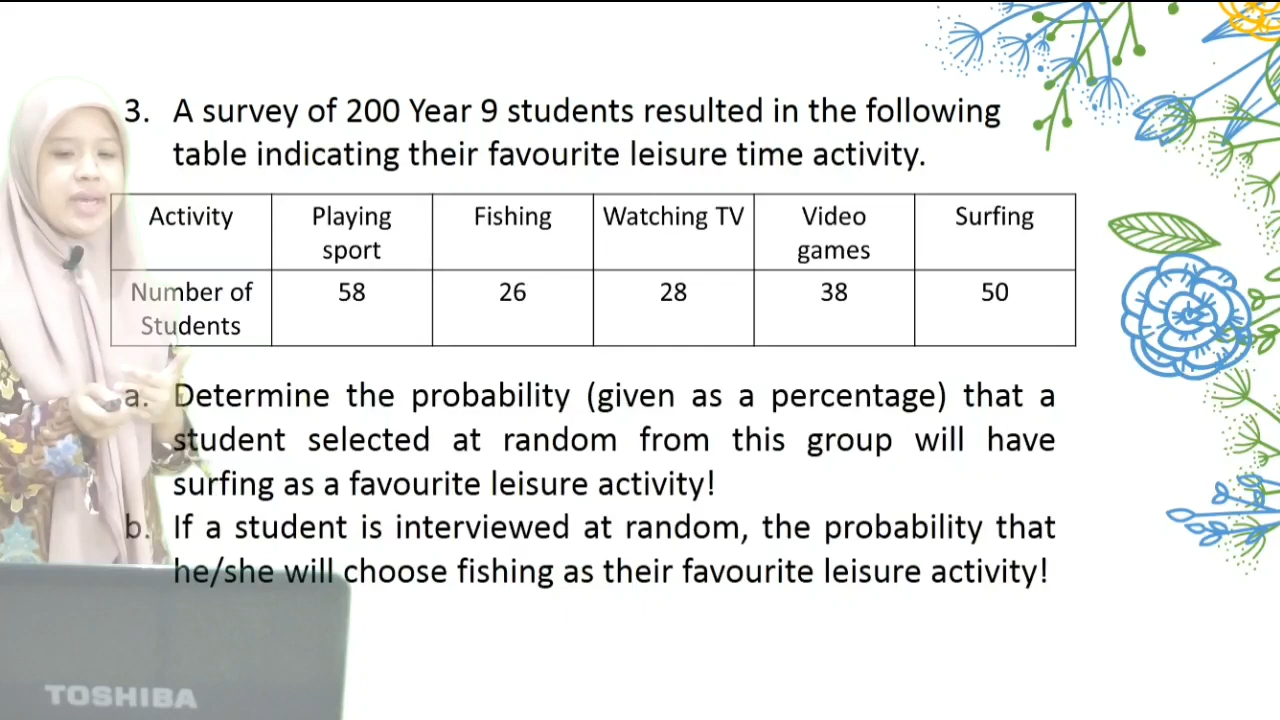 3. A survey of 200 Year 9 students resulted in the following
table indicating their favourite leisure time activity.
Activity Playing sport Fishing Watching TV Video games Surfing
Number of Students 58 26 28 38 50
a. Determine the probability (given as a percentage) that a
student selected at random from this group will have
surfing as a favourite leisure activity!
b. If a student is interviewed at random, the probability that
he/she will choose fishing as their favourite leisure activity!
TOSHIBA